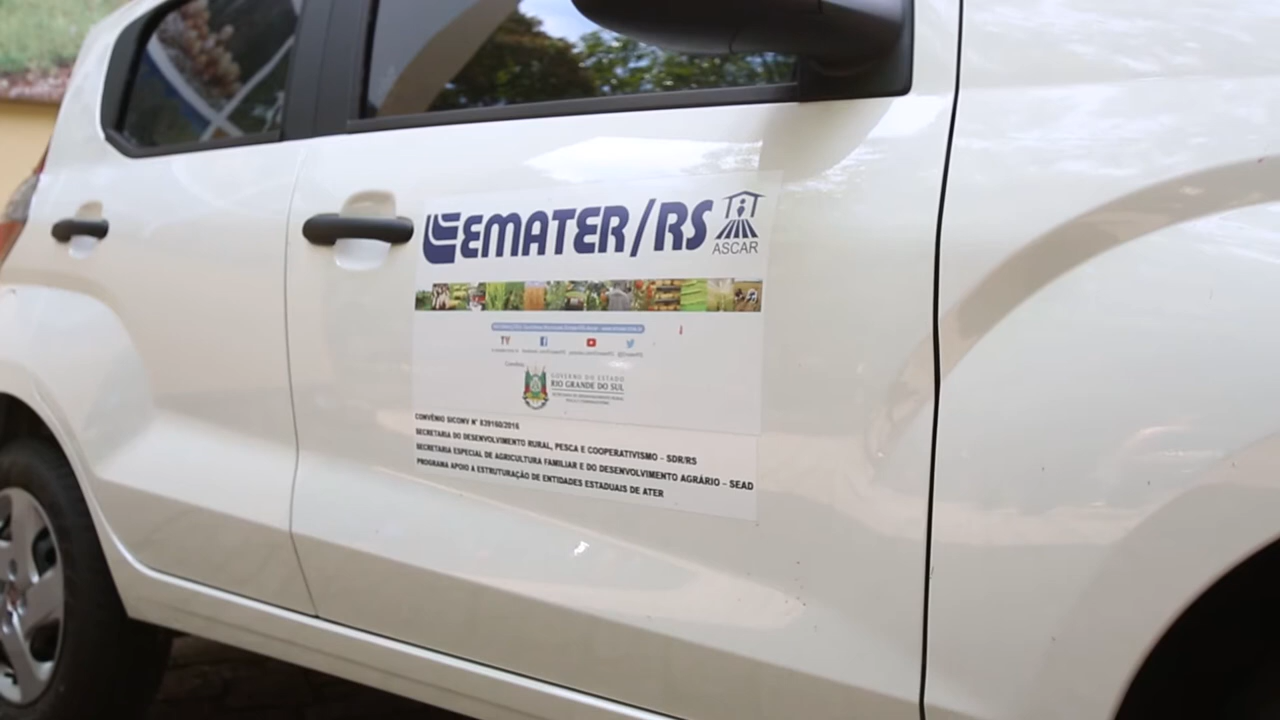 EMATER/RS
ASCAR
GOVERNO DO ESTADO
RIO GRANDE DO SUL
CONVÊNIO SICONV N° 839160/2016
SECRETARIA DO DESENVOLVIMENTO RURAL, PESCA E COOPERATIVISMO – SDR/RS
SECRETARIA ESPECIAL DE AGRICULTURA FAMILIAR E DO DESENVOLVIMENTO AGRÁRIO – SEAD
PROGRAMA APOIO A ESTRUTURAÇÃO DE ENTIDADES ESTADUAIS DE ATER